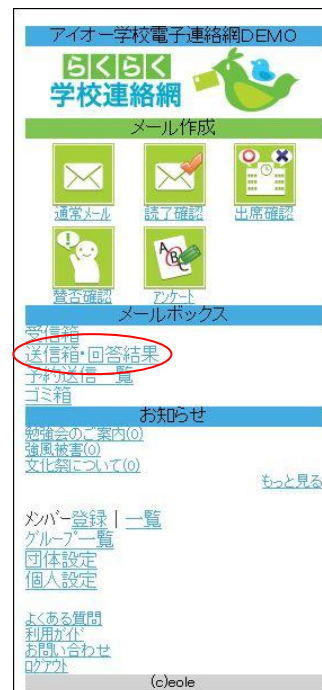 アイオー学校電子連絡網DEMO
らくらく
学校連絡網
メール作成
通常メール 読了確認 出席確認
賛否確認 アンケート
メールボックス
受信箱
送信箱・回答結果
予約送信一覧
ゴミ箱
お知らせ
勉強会のご案内(0)
強風被害(0)
文化祭について(0)
もっと見る
メンバー登録 | 一覧
グループ一覧
団体設定
個人設定
よくある質問
利用ガイド
お問い合わせ
ログアウト
(c)eole